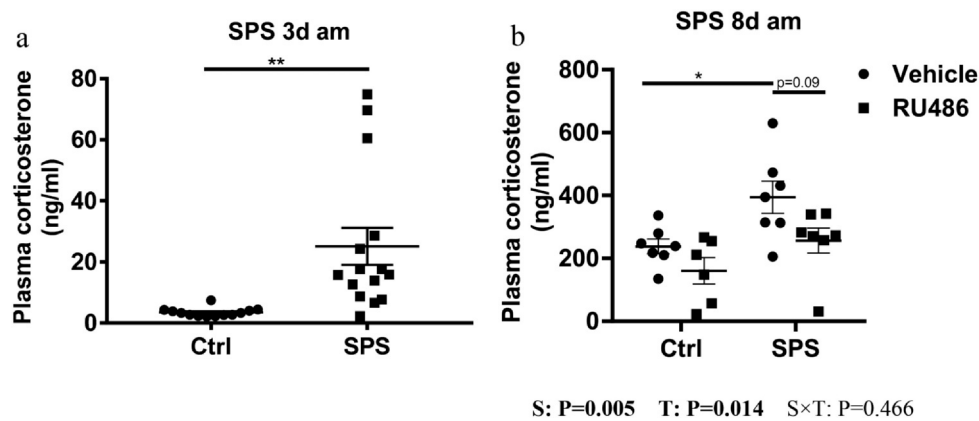 a
SPS 3d am
**
Plasma corticosterone
(ng/ml)
80
60
40
20
0
Ctrl
SPS
b
SPS 8d am
*
p=0.09
Vehicle
RU486
Plasma corticosterone
(ng/ml)
800
600
400
200
0
Ctrl
SPS
S: P=0.005 T: P=0.014 S×T: P=0.466